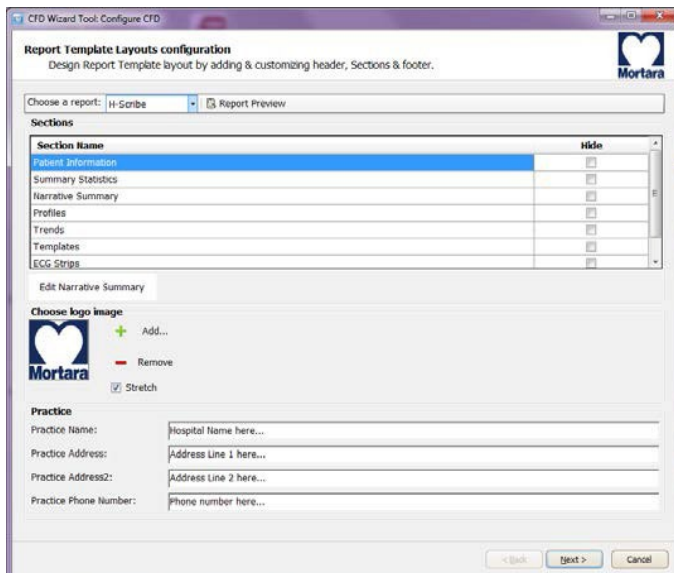 CFD Wizard Tool: Configure CFD
Report Template Layouts configuration
Design Report Template layout by adding & customizing header, Sections & footer.
Mortara
Choose a report: H-Scribe Report Preview
Sections
Section Name Hide
Patient Information
Summary Statistics
Narrative Summary
Profiles
Trends
Templates
ECG Strips
Edit Narrative Summary
Choose logo image
Mortara
Add...
Remove
Stretch
Practice
Practice Name: Hospital Name here...
Practice Address: Address Line 1 here...
Practice Address2: Address Line 2 here...
Practice Phone Number: Phone number here...
< Back Next > Cancel